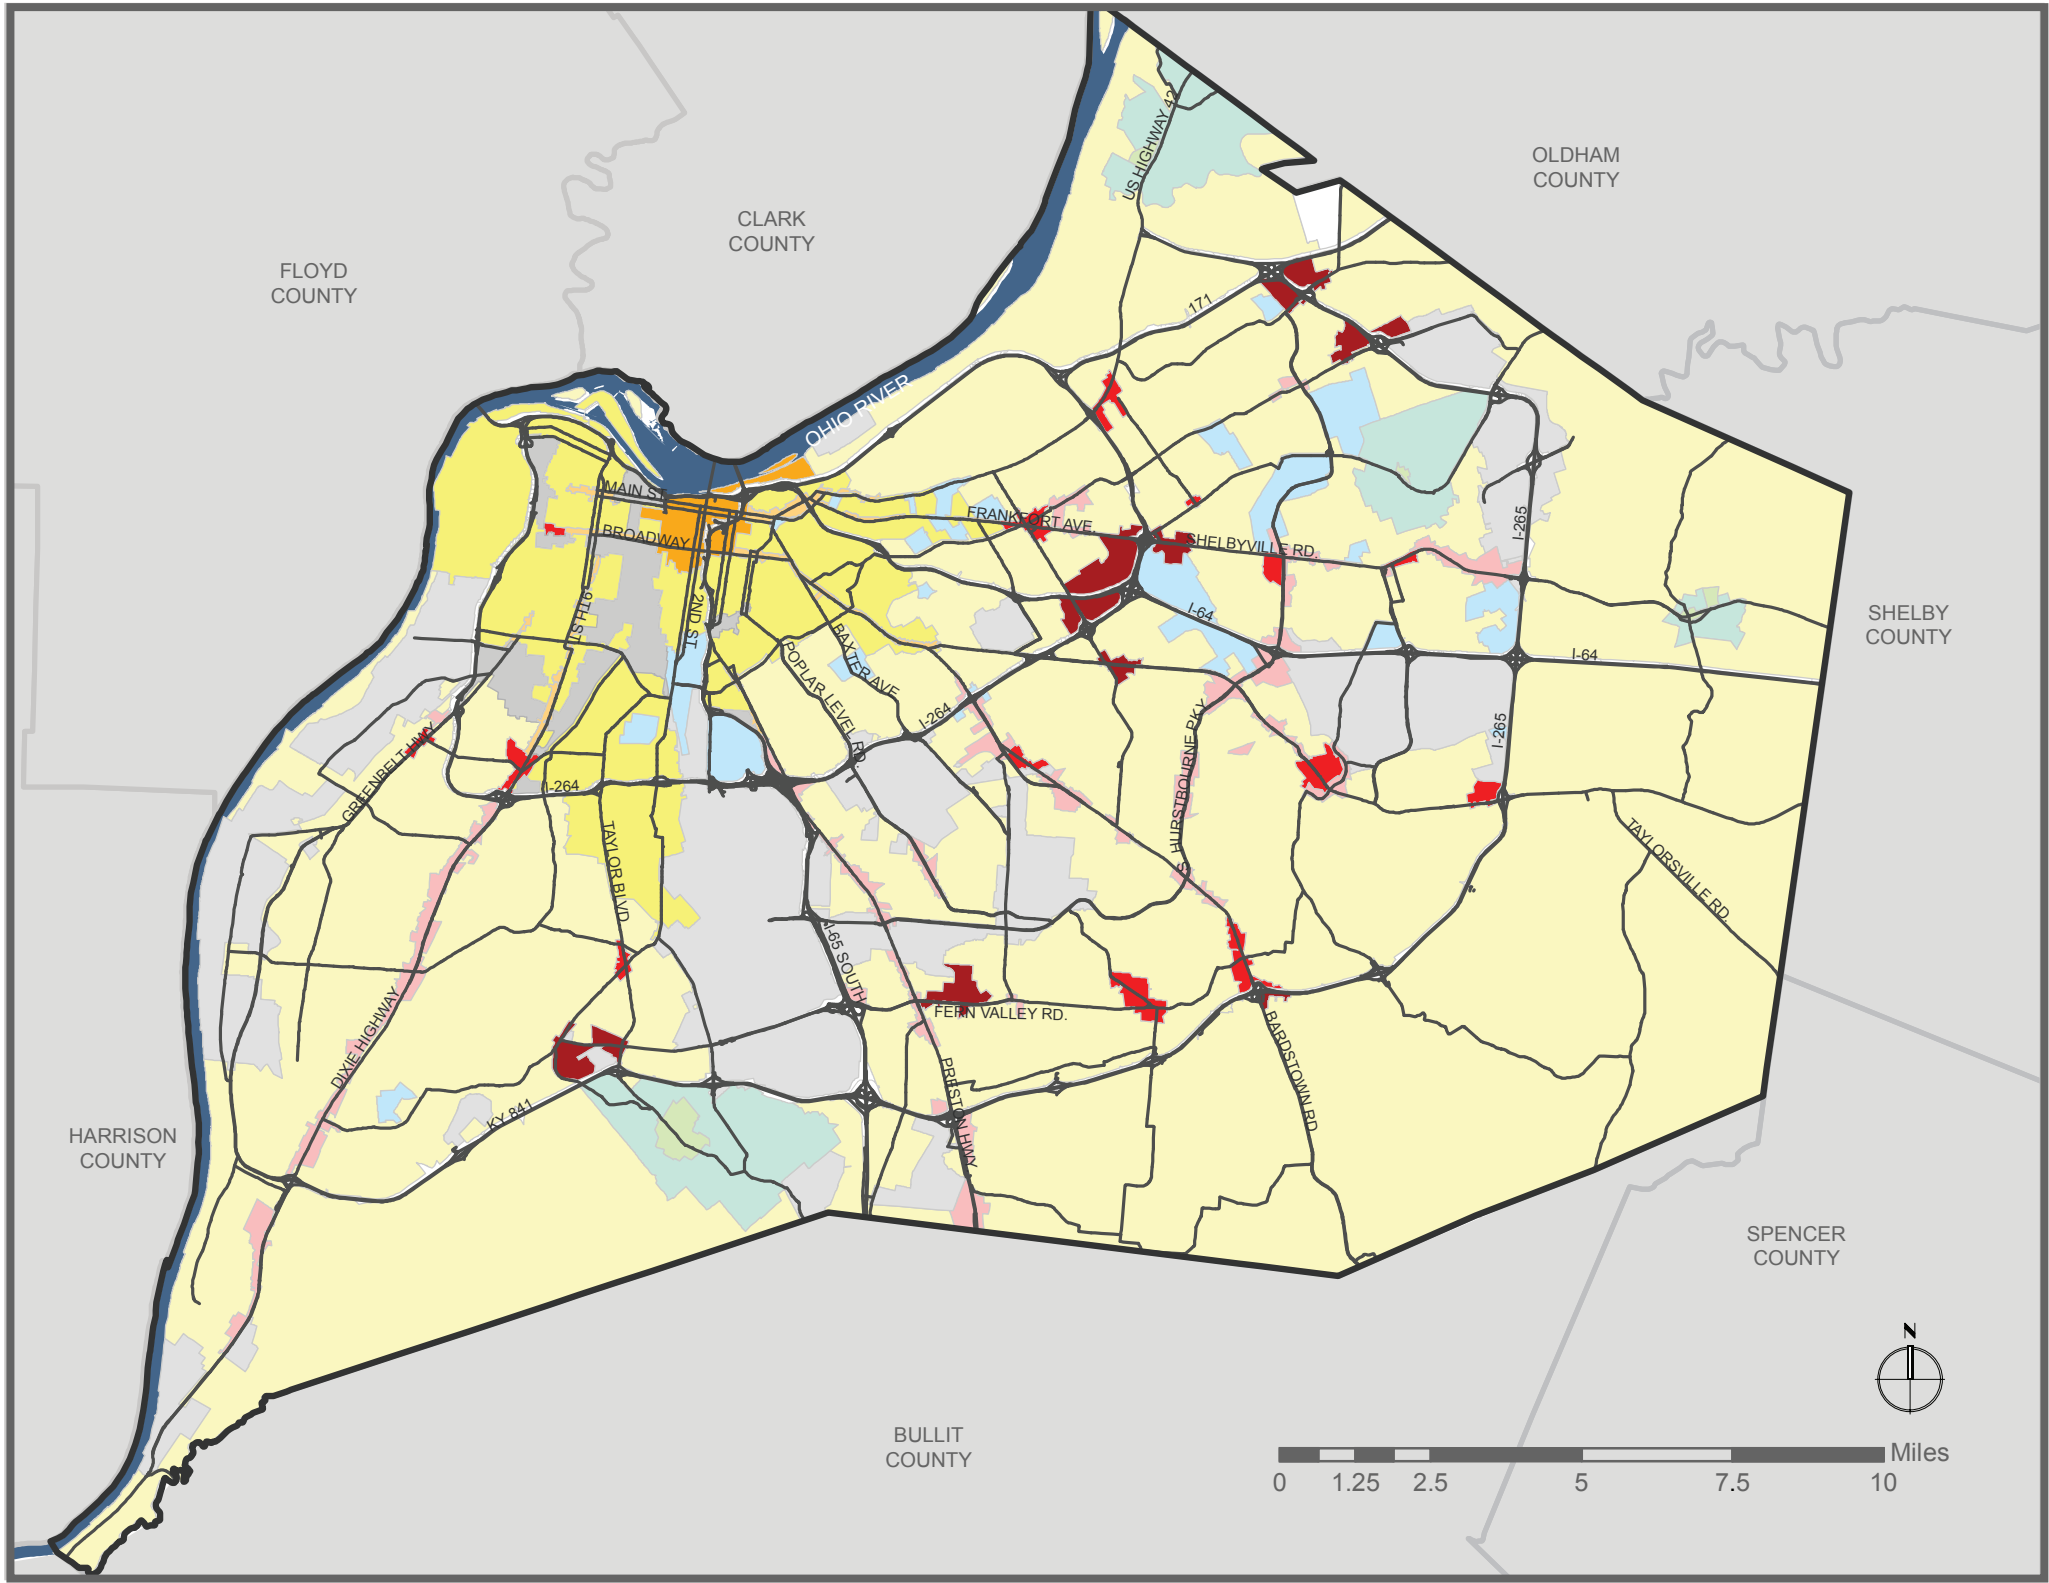 OLDHAM
COUNTY
CLARK
COUNTY
FLOYD
COUNTY
US HIGHWAY 42
171
OHIO RIVER
MAIN ST.
BROADWAY
FRANKFORT AVE.
SHELBYVILLE RD.
I-265
9TH ST.
2ND ST.
I-64
SHELBY
COUNTY
I-64
BAXTER AVE
POPLAR LEVEL RD.
I-264
I-265
GREENBELT HWY
I-264
S. HURSTBOURNE PKY
TAYLOR BLVD
TAYLORSVILLE RD.
I-65 SOUTH
DIXIE HIGHWAY
FERN VALLEY RD.
BARDSTOWN RD
PRESTON HWY.
KY 841
HARRISON
COUNTY
SPENCER
COUNTY
N
BULLIT
COUNTY
Miles
0 1.25 2.5 5 7.5 10